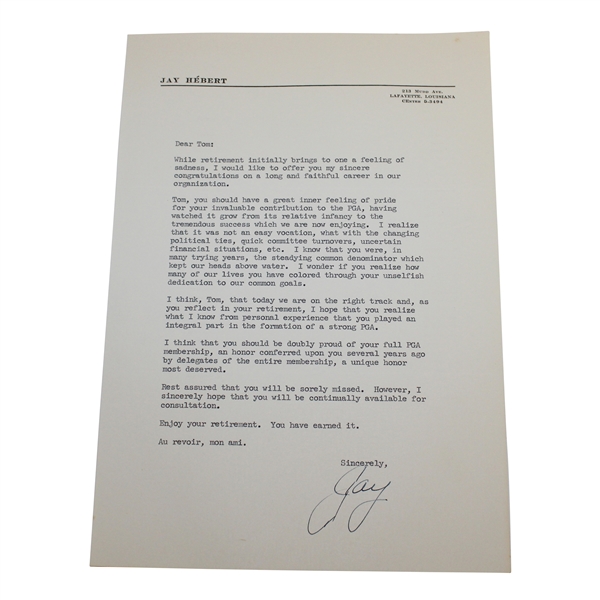 JAY HÉBERT
LAFAYETTE, LOUISIANA
CEnter 5-5494
Dear Tom:
While retirement initially brings to one a feeling of
sadness, I would like to offer you my sincere
congratulations on a long and faithful career in our
organization.
Tom, you should have a great inner feeling of pride
for your invaluable contribution to the PGA, having
watched it grow from its relative infancy to the
tremendous success which we are now enjoying. I realize
that it was not an easy vocation, what with the changing
political ties, quick committee turnovers, uncertain
financial situations, etc. I know that you were, in
many trying years, the steadying common denominator which
kept our heads above water. I wonder if you realize how
many of our lives you have colored through your unselfish
dedication to our common goals.
I think, Tom, that today we are on the right track and, as
you reflect in your retirement, I hope that you realize
what I know from personal experience that you played an
integral part in the formation of a strong PGA.
I think that you should be doubly proud of your full PGA
membership, an honor conferred upon you several years ago
by delegates of the entire membership, a unique honor
most deserved.
Rest assured that you will be sorely missed. However, I
sincerely hope that you will be continually available for
consultation.
Enjoy your retirement. You have earned it.
Au revoir, mon ami.
Sincerely,
Jay